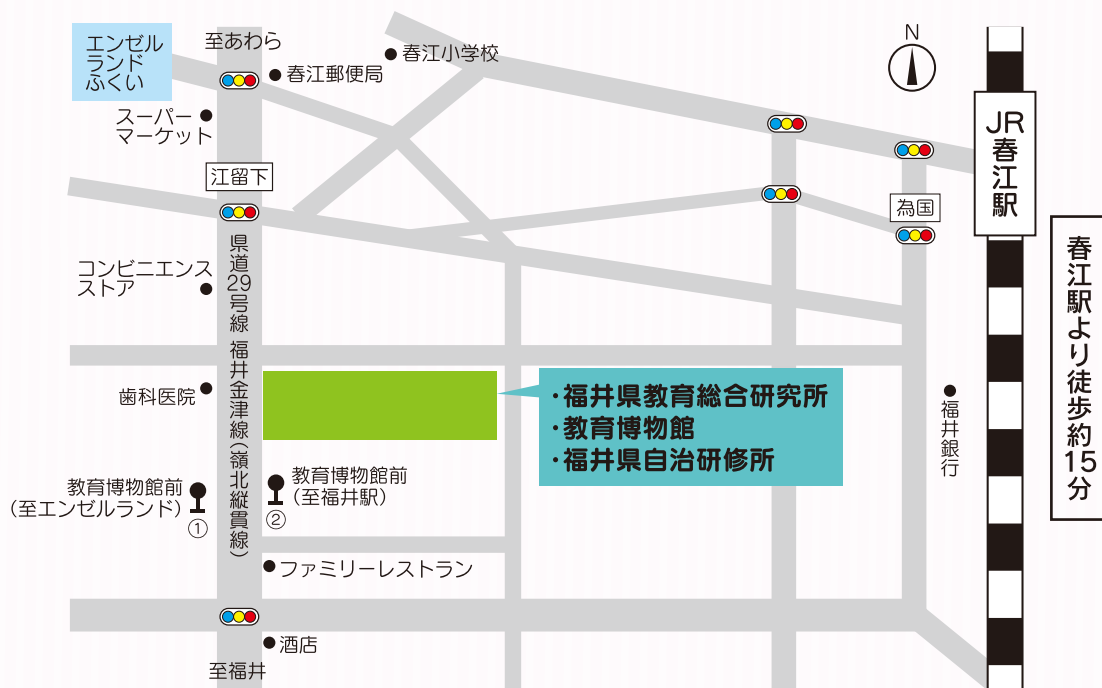 エンゼル
ランド
ふくい
至あわら
春江郵便局
春江小学校
N
スーパー
マーケット
江留下
JR春江駅
為国
春江駅より徒歩約15分
県道29号線 福井金津線(嶺北縦貫線)
コンビニエンス
ストア
歯科医院
・福井県教育総合研究所
・教育博物館
・福井県自治研修所
福井銀行
教育博物館前
(至エンゼルランド)
①
教育博物館前
(至福井駅)
②
ファミリーレストラン
酒店
至福井